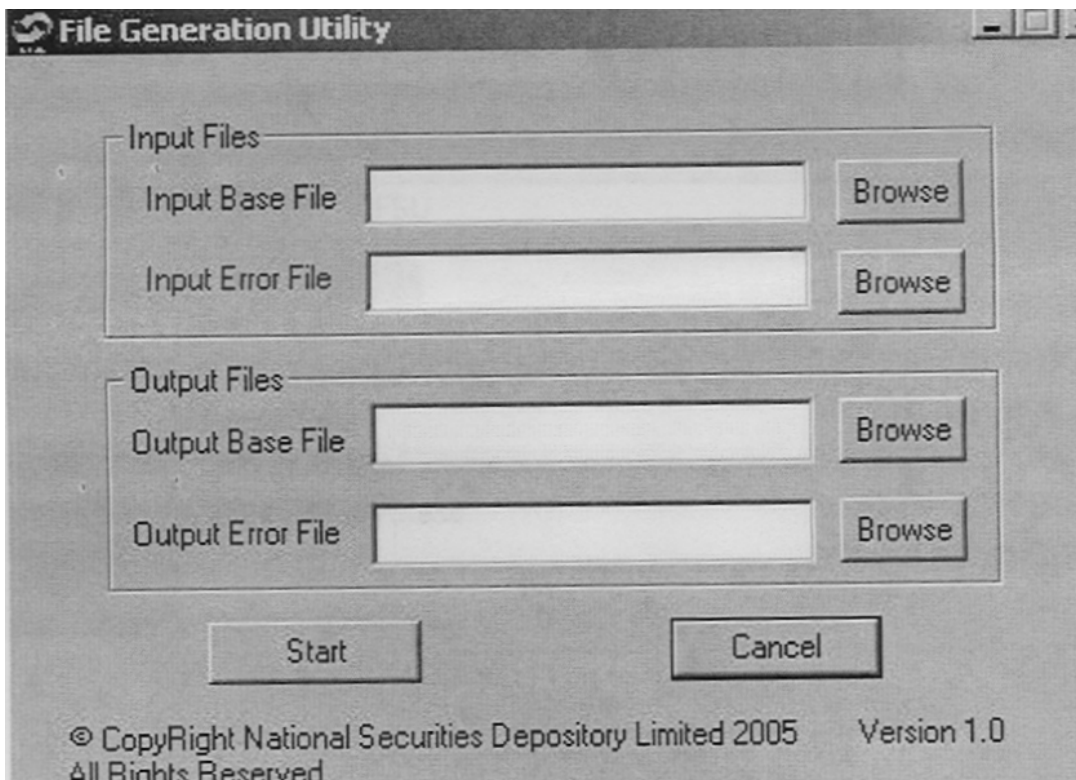 File Generation Utility
Input Files
Input Base File
Browse
Input Error File
Browse
Output Files
Output Base File
Browse
Output Error File
Browse
Start
Cancel
© CopyRight National Securities Depository Limited 2005
Version 1.0
All Rights Reserved